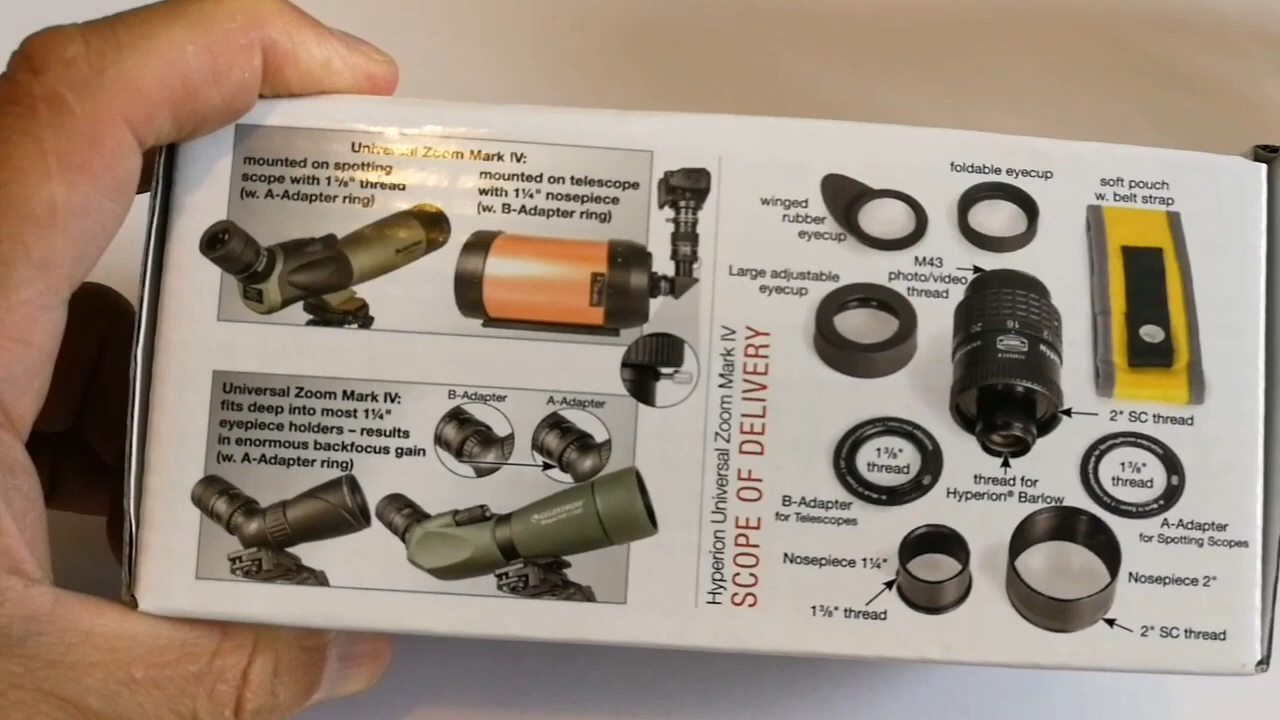 Universal Zoom Mark IV:
mounted on spotting
scope with 1⅜" thread
(w. A-Adapter ring)
mounted on telescope
with 1¼" nosepiece
(w. B-Adapter ring)
Universal Zoom Mark IV:
fits deep into most 1¼"
eyepiece holders – results
in enormous backfocus gain
(w. A-Adapter ring)
B-Adapter
A-Adapter
CELESTRON
Hyperion Universal Zoom Mark IV
SCOPE OF DELIVERY
winged
rubber
eyecup
foldable eyecup
soft pouch
w. belt strap
Large adjustable
eyecup
M43
photo/video
thread
20 16 12
2" SC thread
thread for
Hyperion® Barlow
1⅜"
thread
B-Adapter
for Telescopes
1⅜"
thread
A-Adapter
for Spotting Scopes
Nosepiece 1¼"
1⅜" thread
Nosepiece 2"
2" SC thread